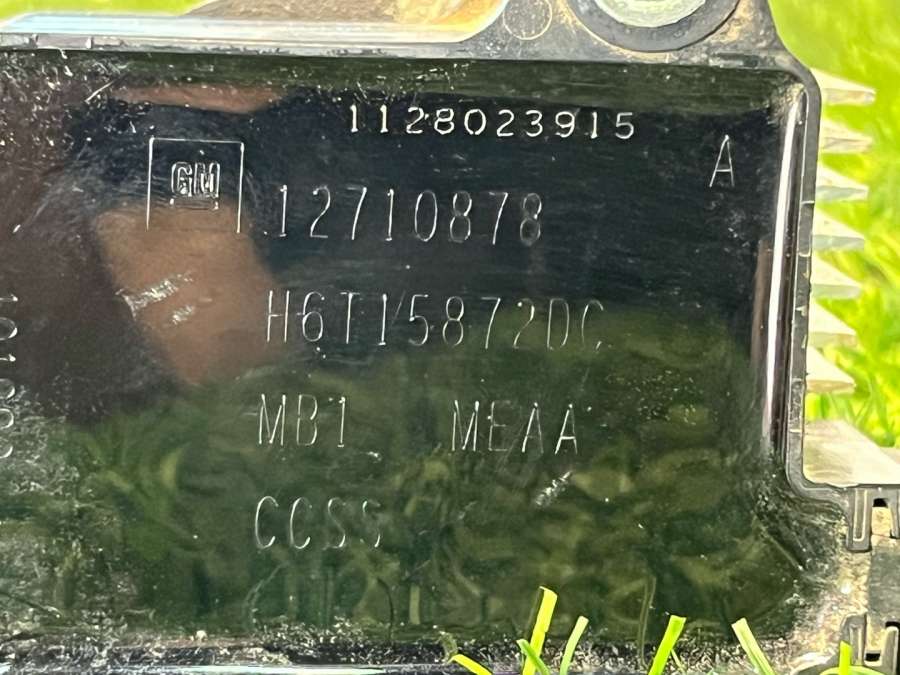 1128023915
A
GM
12710878
H6T15872DC
MB1 MEAA
CCSS